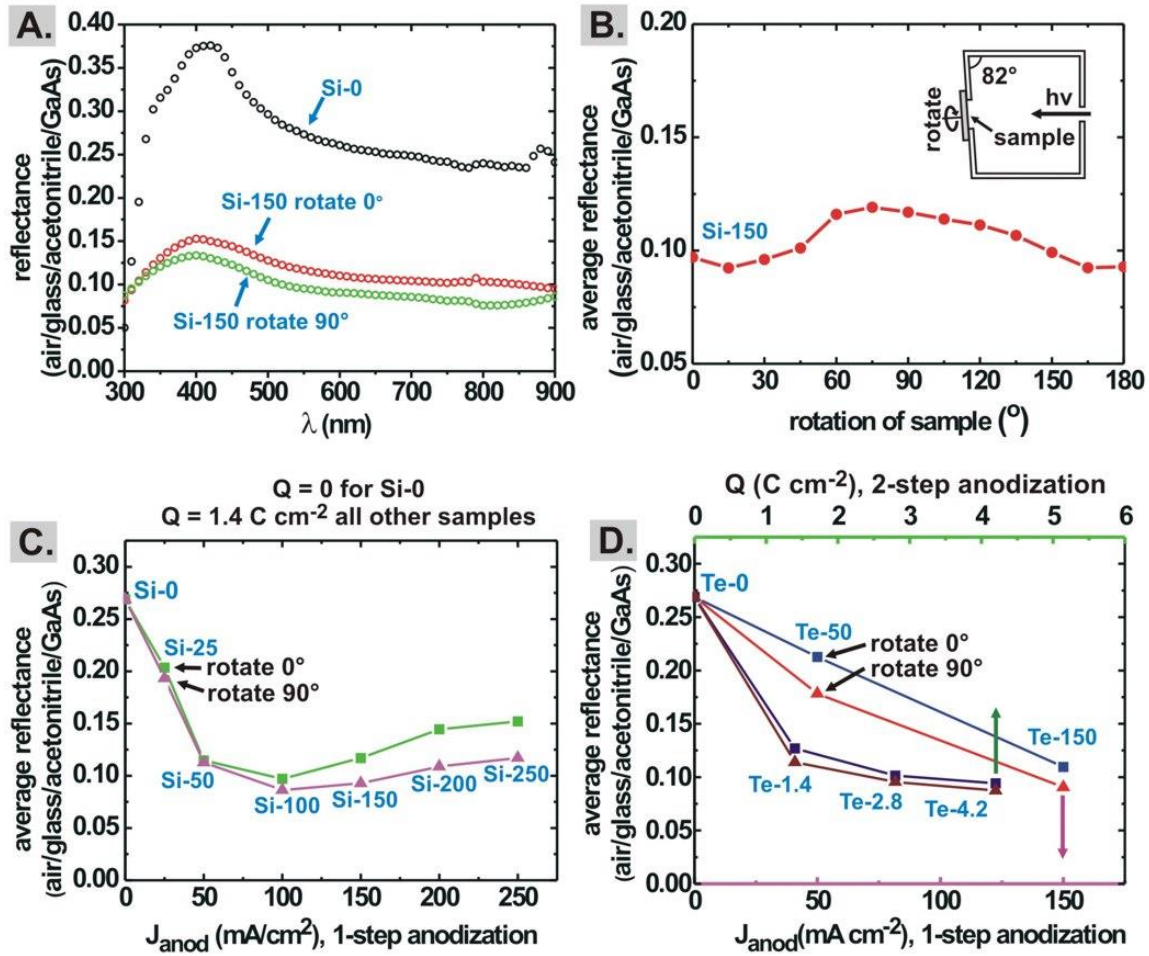 A.
reflectance
(air/glass/acetonitrile/GaAs)
0.40
0.35
0.30
0.25
0.20
0.15
0.10
0.05
0.00
Si-0
Si-150 rotate 0°
Si-150 rotate 90°
300 400 500 600 700 800 900
λ (nm)
B.
average reflectance
(air/glass/acetonitrile/GaAs)
0.20
0.15
0.10
0.05
82°
hv
rotate
sample
Si-150
0 30 60 90 120 150 180
rotation of sample (°)
Q = 0 for Si-0
Q = 1.4 C cm-2 all other samples
C.
average reflectance
(air/glass/acetonitrile/GaAs)
0.30
0.25
0.20
0.15
0.10
0.05
0.00
Si-0
Si-25
rotate 0°
rotate 90°
Si-50
Si-100
Si-150
Si-200
Si-250
0 50 100 150 200 250
Janod (mA/cm2), 1-step anodization
Q (C cm-2), 2-step anodization
0 1 2 3 4 5 6
D.
average reflectance
(air/glass/acetonitrile/GaAs)
0.30
0.25
0.20
0.15
0.10
0.05
0.00
Te-0
Te-50
rotate 0°
rotate 90°
Te-150
Te-1.4
Te-2.8
Te-4.2
0 50 100 150
Janod(mA cm-2), 1-step anodization